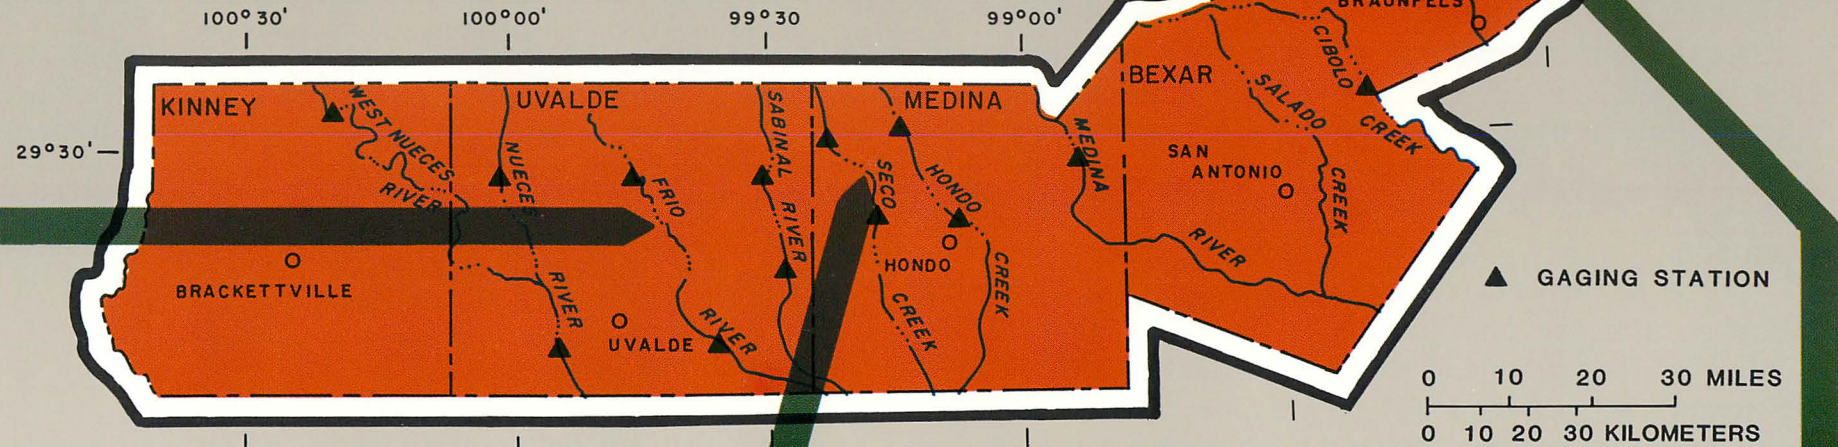 100°30' 100°00' 99°30' 99°00'
BRAUNFELS
CIBOLO
CREEK
BEXAR
SALADO
CREEK
KINNEY
WEST NUECES
RIVER
UVALDE
NUECES
RIVER
FRIO
RIVER
SABINAL
RIVER
MEDINA
SECO
CREEK
HONDO
CREEK
MEDINA
RIVER
29°30'
SAN
ANTONIO
HONDO
BRACKETTVILLE
UVALDE
GAGING STATION
0 10 20 30 MILES
0 10 20 30 KILOMETERS